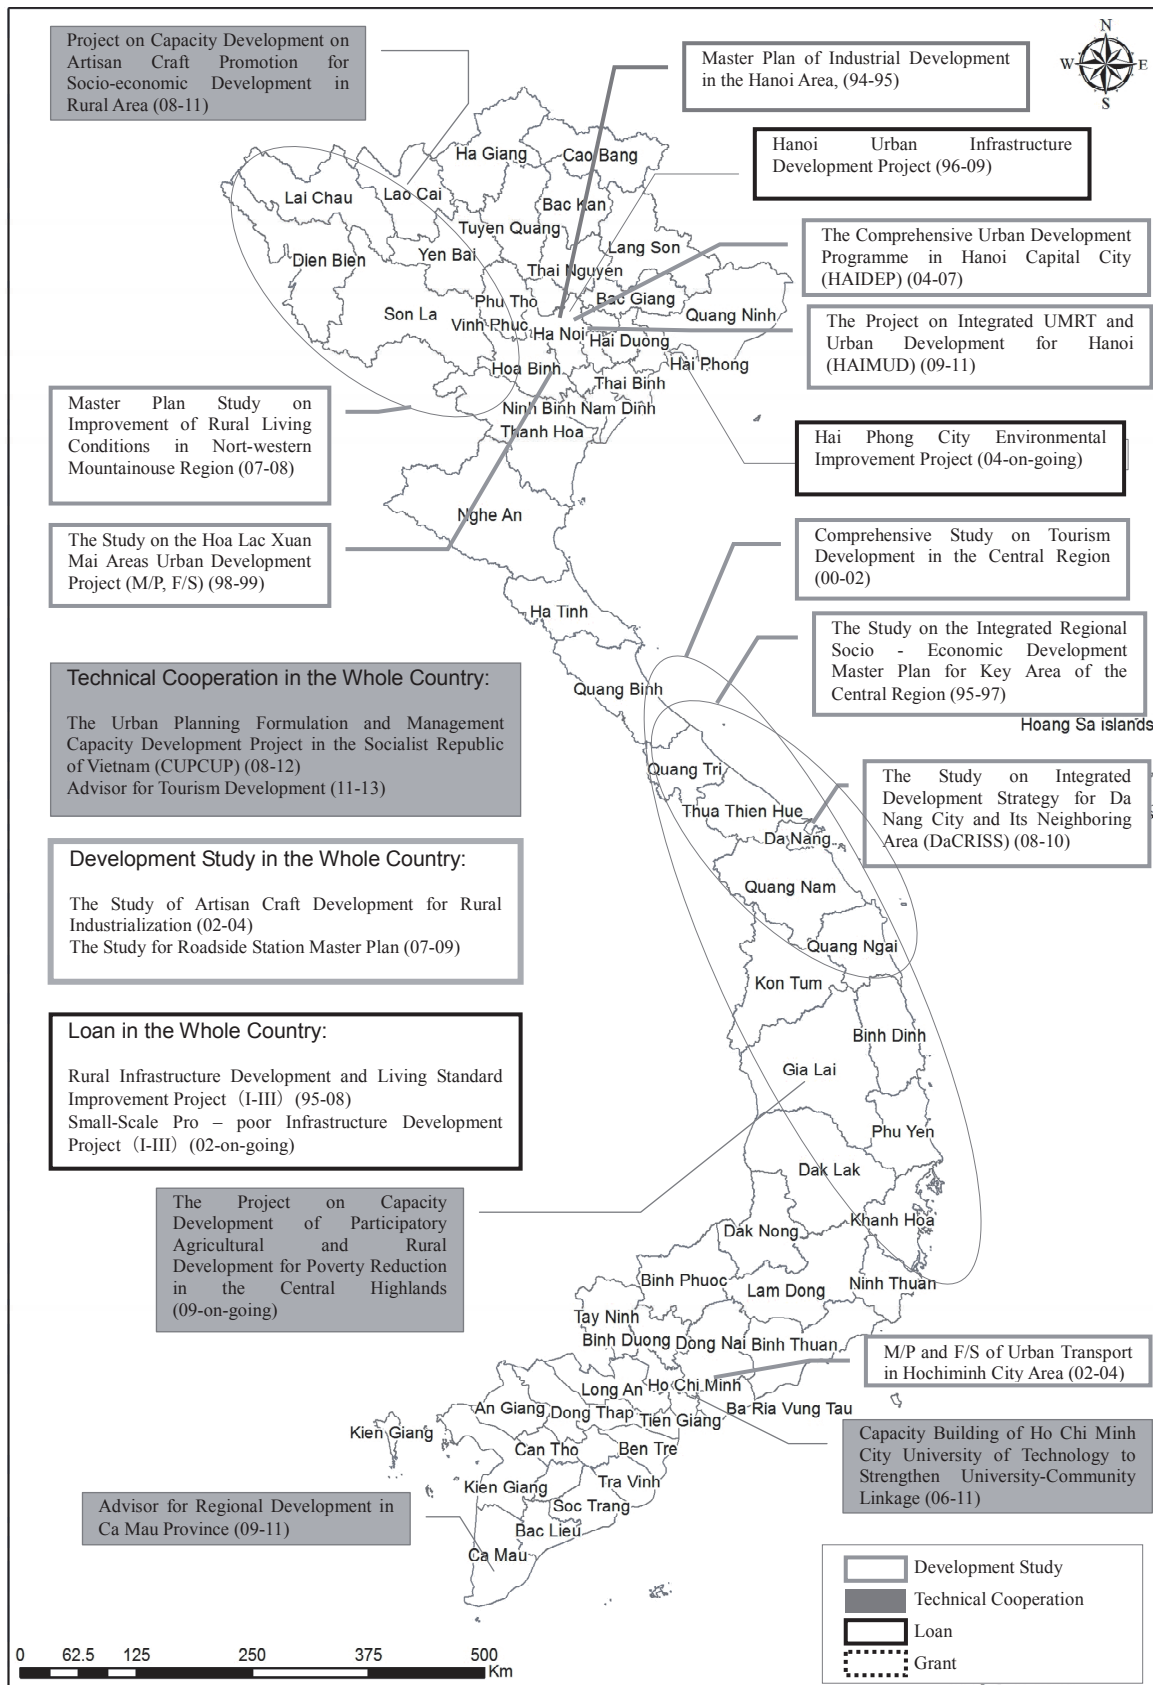 Project on Capacity Development on
Artisan Craft Promotion for
Socio-economic Development in
Rural Area (08-11)
Master Plan of Industrial Development
in the Hanoi Area, (94-95)
N
W
E
S
Hanoi Urban Infrastructure
Development Project (96-09)
The Comprehensive Urban Development
Programme in Hanoi Capital City
(HAIDEP) (04-07)
The Project on Integrated UMRT and
Urban Development for Hanoi
(HAIMUD) (09-11)
Ha Giang
Cao Bang
Lai Chau
Lao Cai
Bac Kan
Tuyen Quang
Lang Son
Dien Bien
Yen Bai
Thai Nguyen
Phu Tho
Bac Giang
Son La
Quang Ninh
Vinh Phuc
Ha Noi
Hai Duong
Hoa Binh
Hai Phong
Thai Binh
Ninh Binh
Nam Dinh
Thanh Hoa
Master Plan Study on
Improvement of Rural Living
Conditions in Nort-western
Mountainouse Region (07-08)
Hai Phong City Environmental
Improvement Project (04-on-going)
Nghe An
The Study on the Hoa Lac Xuan
Mai Areas Urban Development
Project (M/P, F/S) (98-99)
Comprehensive Study on Tourism
Development in the Central Region
(00-02)
Ha Tinh
The Study on the Integrated Regional
Socio - Economic Development
Master Plan for Key Area of the
Central Region (95-97)
Quang Binh
Hoang Sa islands
Technical Cooperation in the Whole Country:
The Urban Planning Formulation and Management
Capacity Development Project in the Socialist Republic
of Vietnam (CUPCUP) (08-12)
Advisor for Tourism Development (11-13)
Quang Tri
Thua Thien Hue
Da Nang
The Study on Integrated
Development Strategy for Da
Nang City and Its Neighboring
Area (DaCRISS) (08-10)
Development Study in the Whole Country:
The Study of Artisan Craft Development for Rural
Industrialization (02-04)
The Study for Roadside Station Master Plan (07-09)
Quang Nam
Quang Ngai
Kon Tum
Loan in the Whole Country:
Rural Infrastructure Development and Living Standard
Improvement Project（I-III）(95-08)
Small-Scale Pro – poor Infrastructure Development
Project（I-III）(02-on-going)
Binh Dinh
Gia Lai
Phu Yen
Dak Lak
The Project on Capacity
Development of Participatory
Agricultural and Rural
Development for Poverty Reduction
in the Central Highlands
(09-on-going)
Khanh Hoa
Dak Nong
Binh Phuoc
Lam Dong
Ninh Thuan
Tay Ninh
Binh Duong
Dong Nai
Binh Thuan
M/P and F/S of Urban Transport
in Hochiminh City Area (02-04)
Long An
Ho Chi Minh
An Giang
Dong Thap
Tien Giang
Ba Ria Vung Tau
Kien Giang
Can Tho
Ben Tre
Capacity Building of Ho Chi Minh
City University of Technology to
Strengthen University-Community
Linkage (06-11)
Kien Giang
Tra Vinh
Soc Trang
Advisor for Regional Development in
Ca Mau Province (09-11)
Bac Lieu
Ca Mau
Development Study
Technical Cooperation
Loan
Grant
0 62.5 125 250 375 500
Km